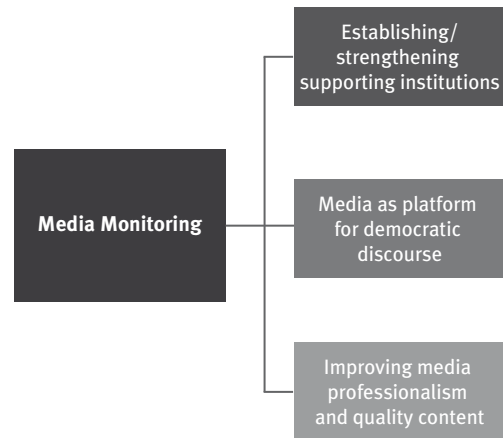 Establishing/
strengthening
supporting institutions
Media Monitoring
Media as platform
for democratic
discourse
Improving media
professionalism
and quality content